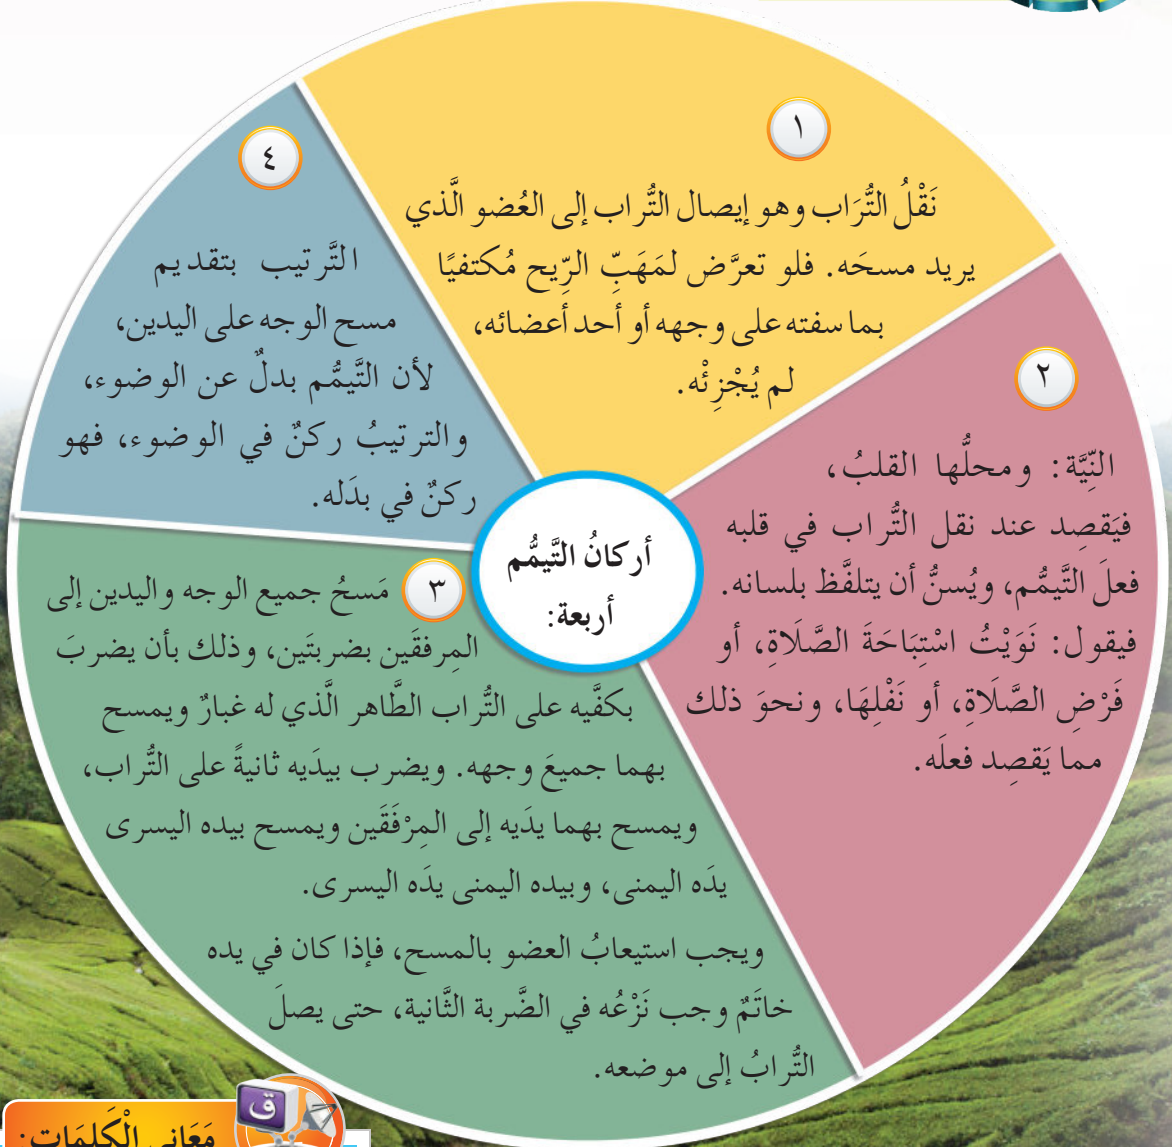 أركانُ التَّيمُّم
أربعة:
١
نَقْلُ التُّرَاب وهو إيصال التُّراب إلى العُضو الَّذي
يريد مسحَه. فلو تعرَّض لمَهَبِّ الرِّيح مُكتفيًا
بما سفته على وجهه أو أحد أعضائه،
لم يُجْزِئْه.
٢
النِّيَّة: ومحلُّها القلبُ،
فيَقصِد عند نقل التُّراب في قلبه
فعلَ التَّيمُّم، ويُسنُّ أن يتلفَّظ بلسانه.
فيقول: نَوَيْتُ اسْتِبَاحَةَ الصَّلَاةِ، أو
فَرْضِ الصَّلَاةِ، أو نَفْلِهَا، ونحوَ ذلك
مما يَقصِد فعلَه.
٣ مَسحُ جميع الوجه واليدين إلى
المِرفقَين بضربتَين، وذلك بأن يضربَ
بكفَّيه على التُّراب الطَّاهر الَّذي له غبارٌ ويمسح
بهما جميعَ وجهه. ويضرب بيدَيه ثانيةً على التُّراب،
ويمسح بهما يدَيه إلى المِرْفَقَين ويمسح بيده اليسرى
يدَه اليمنى، وبيده اليمنى يدَه اليسرى.
ويجب استيعابُ العضو بالمسح، فإذا كان في يده
خاتَمٌ وجب نَزْعُه في الضَّربة الثَّانية، حتى يصلَ
التُّرابُ إلى موضعه.
٤
التَّرتيب بتقديم
مسح الوجه على اليدين،
لأن التَّيمُّم بدلٌ عن الوضوء،
والترتيبُ ركنٌ في الوضوء، فهو
ركنٌ في بدَله.
ق
مَعَانِي الْكَلِمَاتِ: